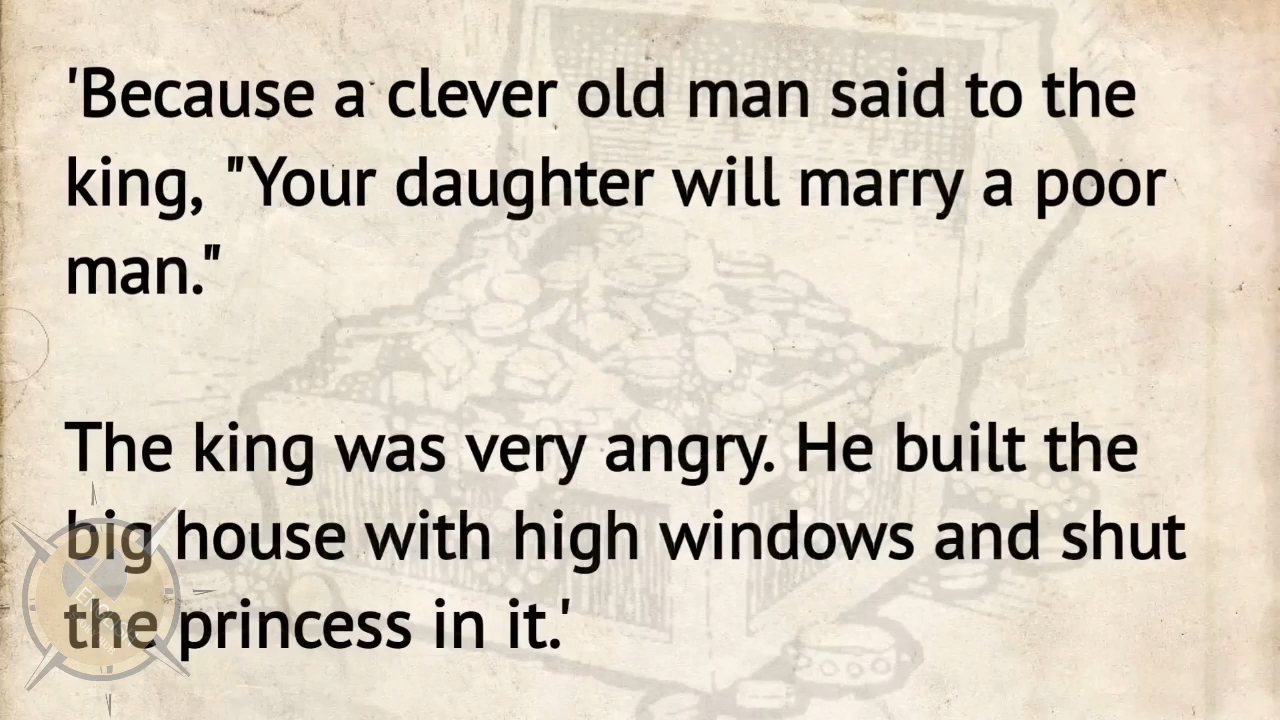 'Because a clever old man said to the
king, "Your daughter will marry a poor
man."
The king was very angry. He built the
big house with high windows and shut
the princess in it.'